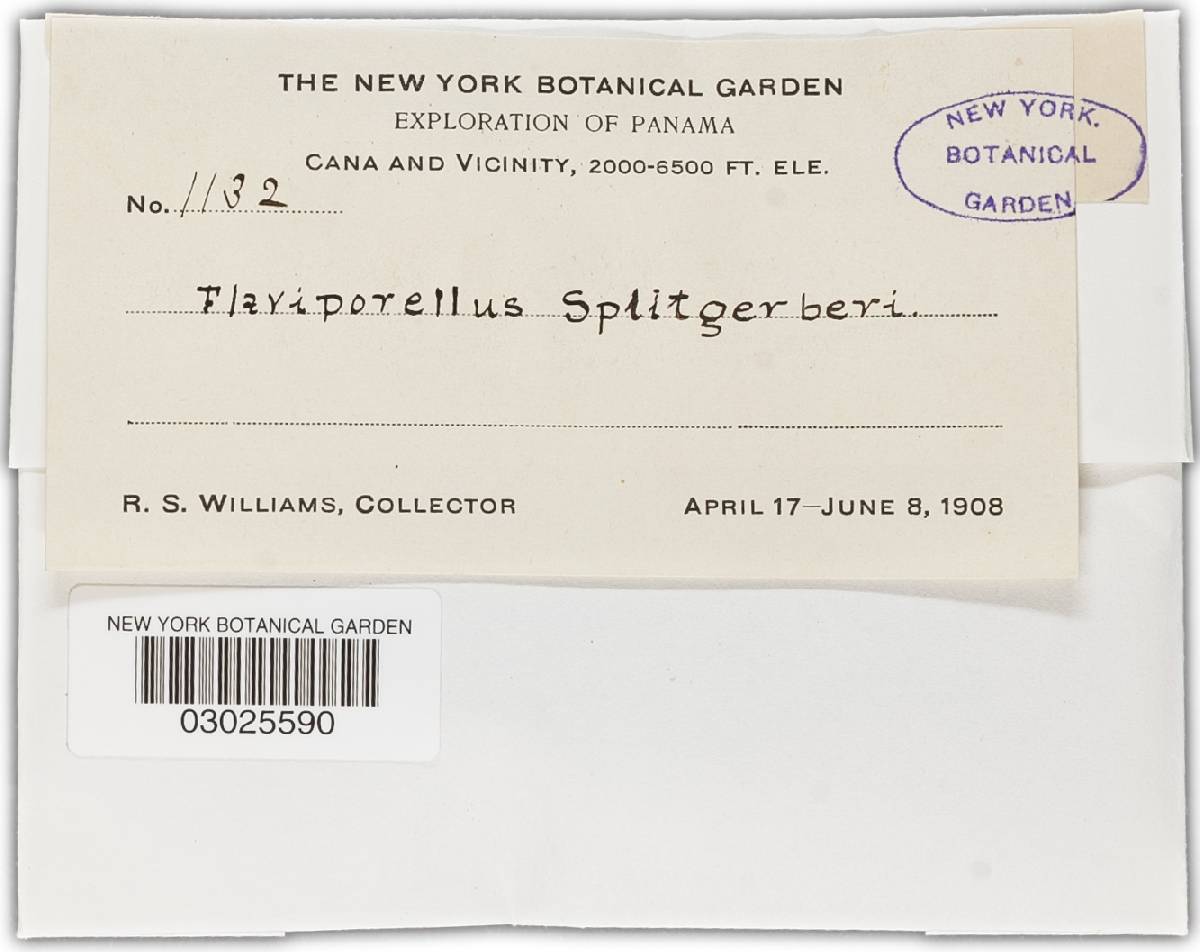 THE NEW YORK BOTANICAL GARDEN
EXPLORATION OF PANAMA
CANA AND VICINITY, 2000-6500 FT. ELE.
No. 1132
NEW YORK.
BOTANICAL
GARDEN
Flaviporellus Splitgerberi.
R. S. WILLIAMS, COLLECTOR
APRIL 17—JUNE 8, 1908
NEW YORK BOTANICAL GARDEN
03025590